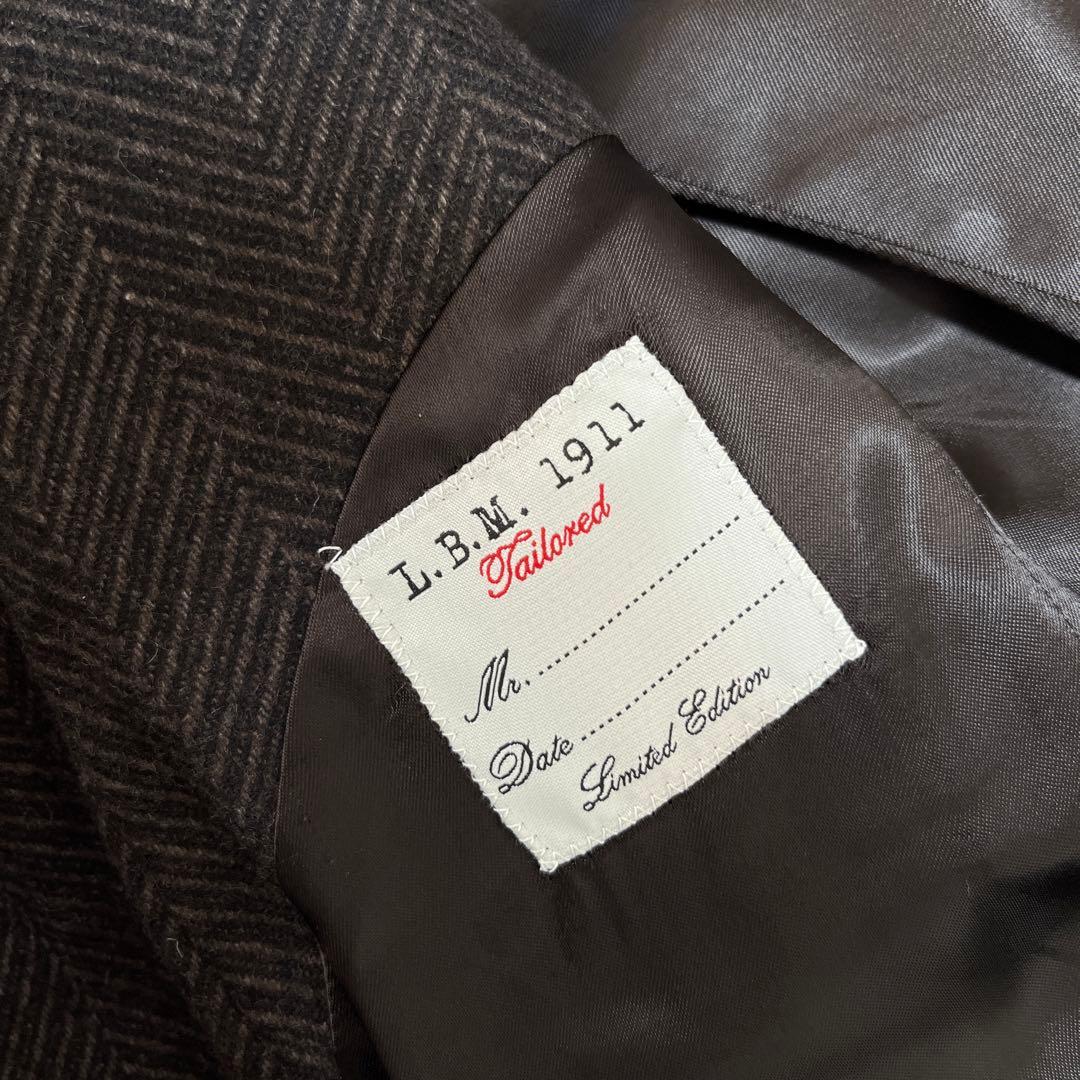 L.B.M. 1911
Tailored
Mr. ........................
Date ........................
Limited Edition